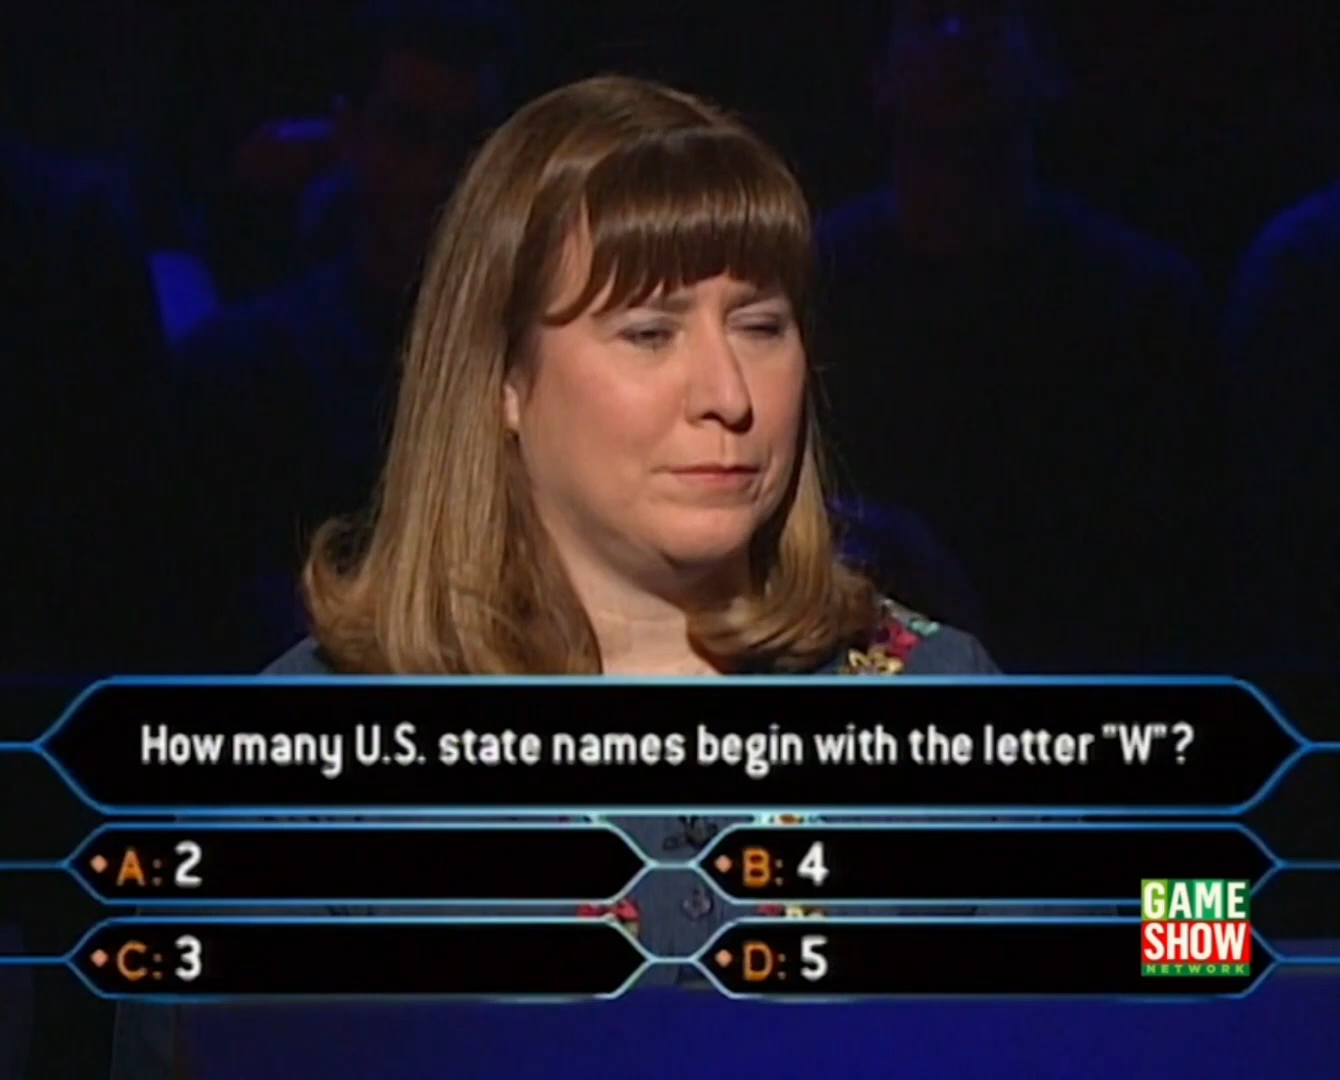 How many U.S. state names begin with the letter "W"?
A: 2
B: 4
C: 3
D: 5
GAME
SHOW
NETWORK